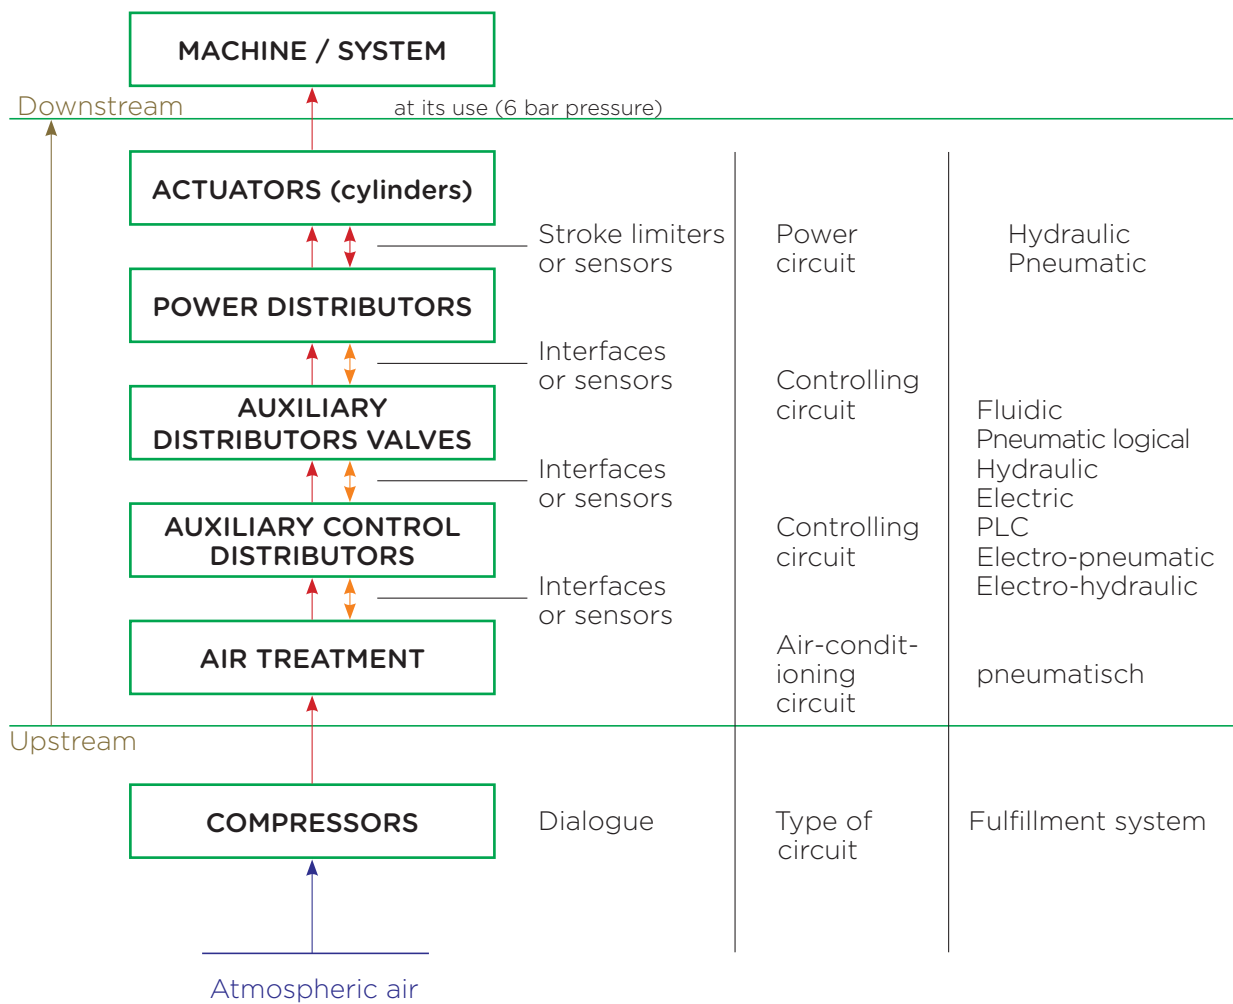 MACHINE / SYSTEM
Downstream
at its use (6 bar pressure)
ACTUATORS (cylinders)
Stroke limiters
or sensors
Power
circuit
Hydraulic
Pneumatic
POWER DISTRIBUTORS
Interfaces
or sensors
Controlling
circuit
AUXILIARY
DISTRIBUTORS VALVES
Fluidic
Pneumatic logical
Hydraulic
Electric
PLC
Electro-pneumatic
Electro-hydraulic
Interfaces
or sensors
AUXILIARY CONTROL
DISTRIBUTORS
Controlling
circuit
Interfaces
or sensors
AIR TREATMENT
Air-condit-
ioning
circuit
pneumatisch
Upstream
COMPRESSORS
Dialogue
Type of
circuit
Fulfillment system
Atmospheric air